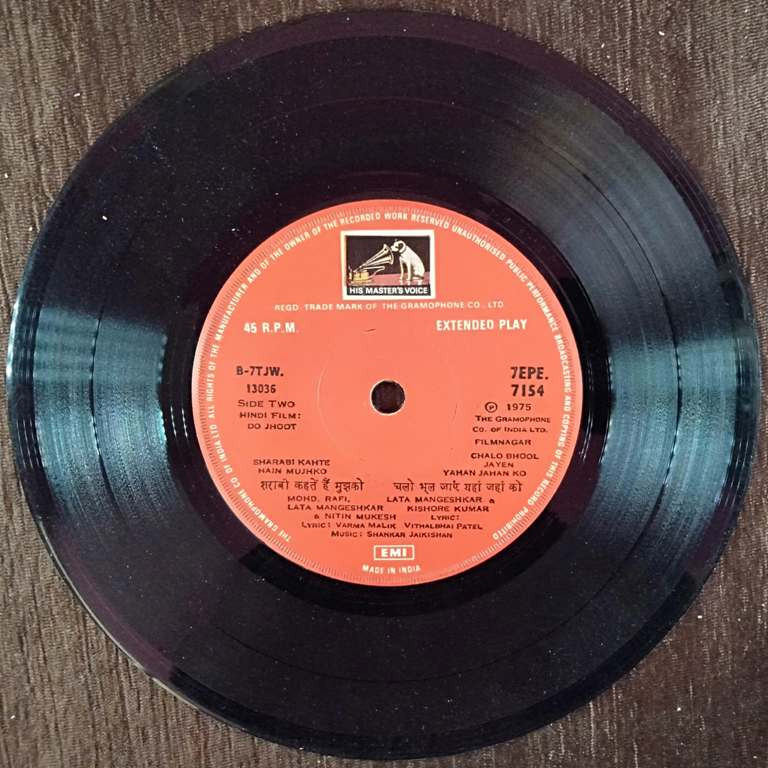 THE GRAMOPHONE CO OF INDIA LTD. ALL RIGHTS OF THE MANUFACTURER AND OF THE OWNER OF THE RECORDED WORK RESERVED UNAUTHORISED PUBLIC PERFORMANCE BROADCASTING AND COPYING OF THIS RECORD PROHIBITED
HIS MASTER'S VOICE
REGD. TRADE MARK OF THE GRAMOPHONE CO., LTD
45 R.P.M. EXTENDED PLAY
B-7TJW. 7EPE.
13036 7154
SIDE TWO ℗ 1975
HINDI FILM: THE GRAMOPHONE
DO JHOOT CO. OF INDIA LTD.
FILMNAGAR
SHARABI KAHTE CHALO BHOOL
HAIN MUJHKO JAYEN
YAHAN JAHAN KO
शराबी कहतें हैं मुझको चलो भूल जाऐं यहां जहाँ को
MOHD. RAFI, LATA MANGESHKAR &
LATA MANGESHKAR KISHORE KUMAR
& NITIN MUKESH LYRIC:
LYRIC: VARMA MALIK VITHALBHAI PATEL
MUSIC: SHANKAR JAIKISHAN
EMI
MADE IN INDIA